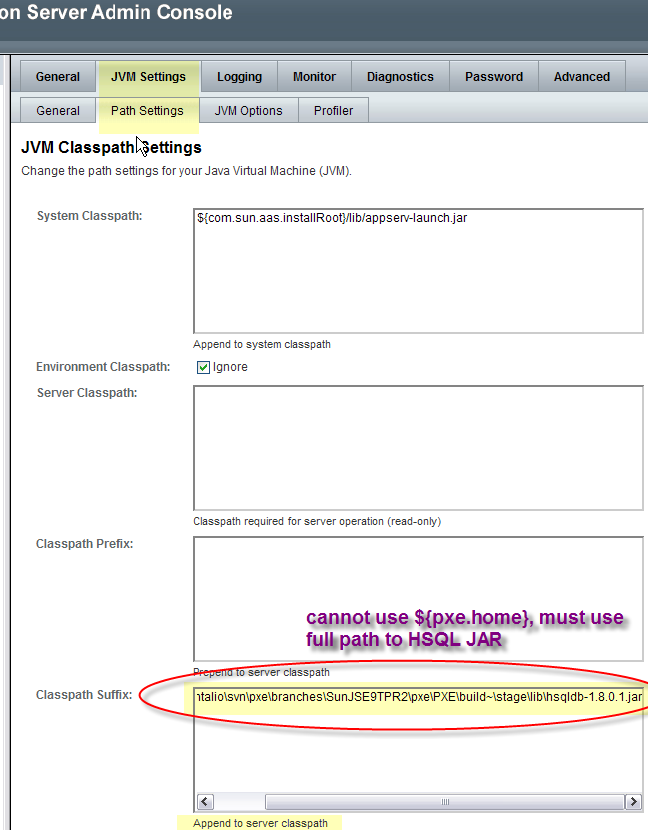 on Server Admin Console
General JVM Settings Logging Monitor Diagnostics Password Advanced
General Path Settings JVM Options Profiler
JVM Classpath Settings
Change the path settings for your Java Virtual Machine (JVM).
System Classpath:
${com.sun.aas.installRoot}/lib/appserv-launch.jar
Append to system classpath
Environment Classpath: Ignore
Server Classpath:
Classpath required for server operation (read-only)
Classpath Prefix:
cannot use ${pxe.home}, must use
full path to HSQL JAR
Prepend to server classpath
Classpath Suffix:
ntalio\svn\pxe\branches\SunJSE9TPR2\pxe\PXE\build~\stage\lib\hsqldb-1.8.0.1.jar
Append to server classpath